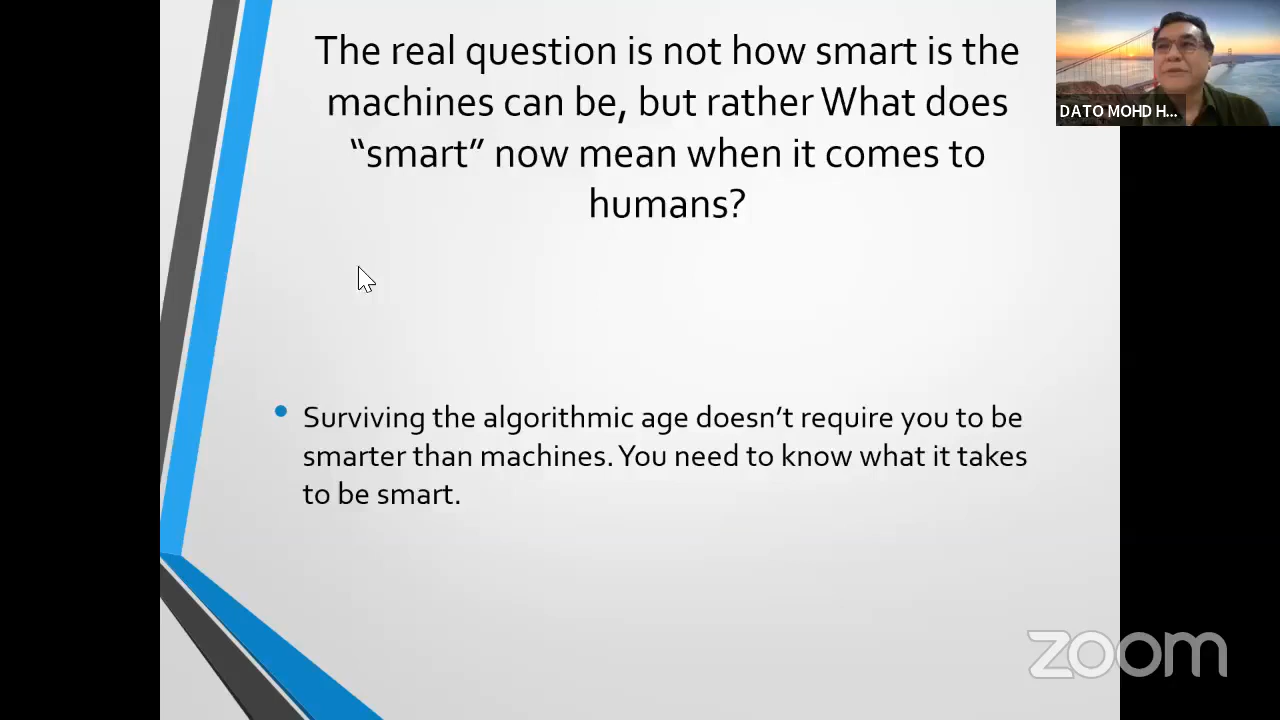 The real question is not how smart is the
machines can be, but rather What does
“smart” now mean when it comes to
humans?
DATO MOHD H...
• Surviving the algorithmic age doesn’t require you to be
smarter than machines. You need to know what it takes
to be smart.
zoom